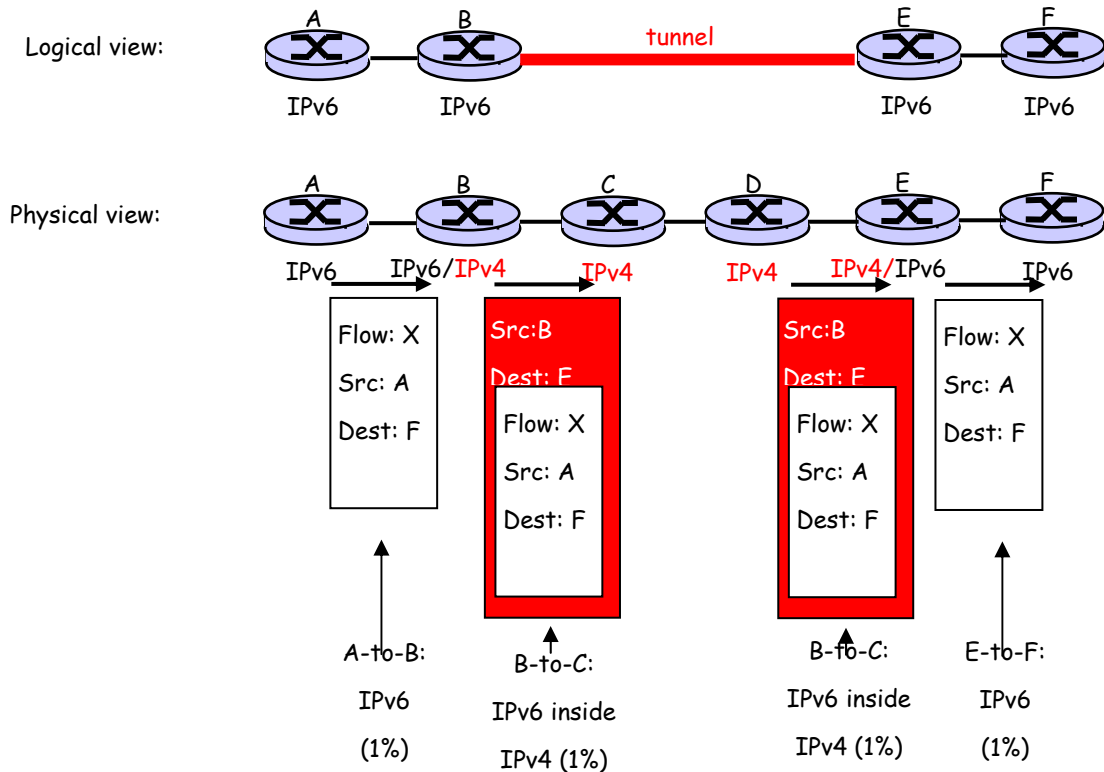 A B E F
Logical view: tunnel
IPv6 IPv6 IPv6 IPv6
A B C D E F
Physical view:
IPv6 IPv6/IPv4 IPv4 IPv4 IPv4/IPv6 IPv6
Flow: X
Src: A
Dest: F
Src:B
Dest: E
Flow: X
Src: A
Dest: F
Src:B
Dest: E
Flow: X
Src: A
Dest: F
Flow: X
Src: A
Dest: F
A-to-B:
IPv6
(1%)
B-to-C:
IPv6 inside
IPv4 (1%)
B-to-C:
IPv6 inside
IPv4 (1%)
E-to-F:
IPv6
(1%)